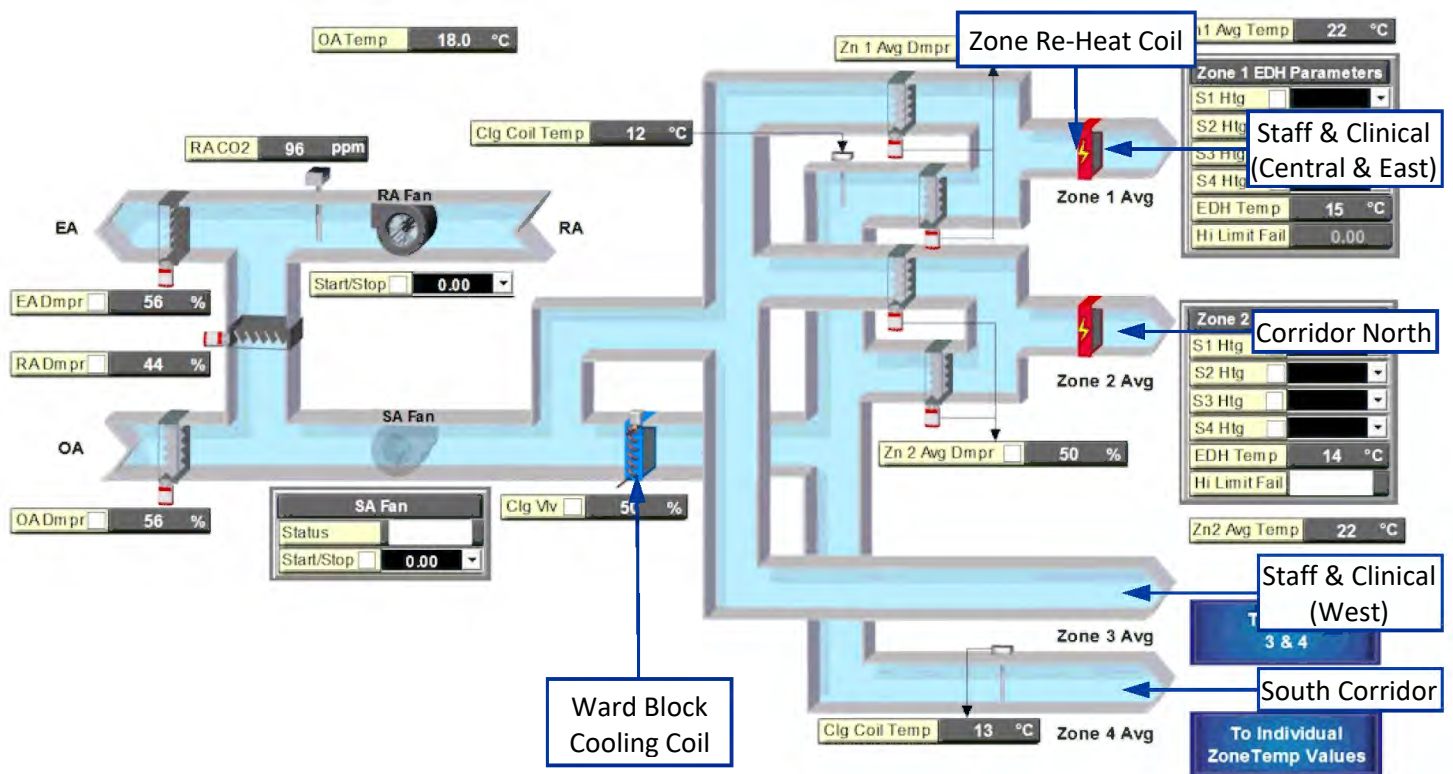 OA Temp 18.0 °C
Zn 1 Avg Dmpr
Zone Re-Heat Coil
1 Avg Temp 22 °C
Zone 1 EDH Parameters
S1 Htg
S2 Htg
S3 Htg
S4 Htg
EDH Temp 15 °C
Hi Limit Fail 0.00
Staff & Clinical
(Central & East)
Clg Coil Temp 12 °C
RA CO2 96 ppm
RA Fan
EA
RA
Zone 1 Avg
Start/Stop 0.00
EA Dmpr 56 %
RA Dmpr 44 %
Zone 2
Corridor North
S1 Htg
S2 Htg
S3 Htg
S4 Htg
EDH Temp 14 °C
Hi Limit Fail
Zone 2 Avg
SA Fan
OA
Zn 2 Avg Dmpr 50 %
OA Dmpr 56 %
SA Fan
Status
Start/Stop 0.00
Clg Vlv 50 %
Zn2 Avg Temp 22 °C
Staff & Clinical
(West)
Zone 3 Avg
3 & 4
Ward Block
Cooling Coil
South Corridor
Clg Coil Temp 13 °C
Zone 4 Avg
To Individual
ZoneTemp Values